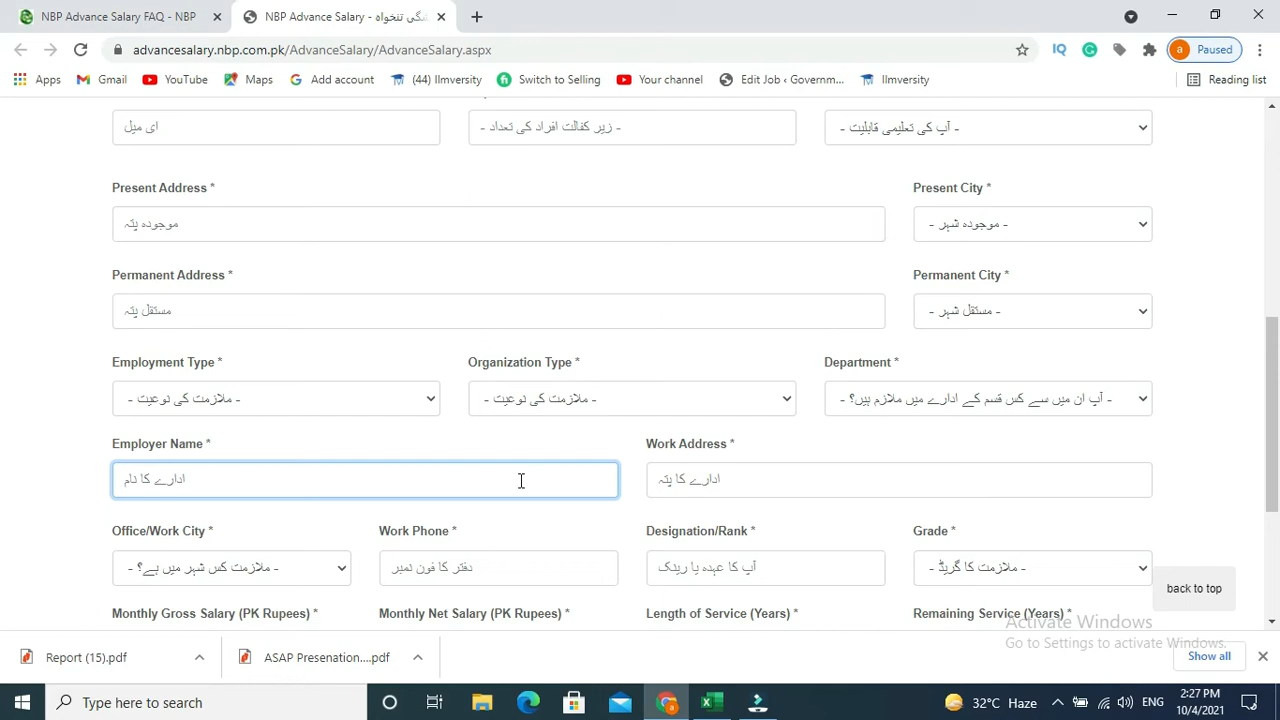 NBP Advance Salary FAQ - NBP
NBP Advance Salary - پیشگی تنخواہ
advancesalary.nbp.com.pk/AdvanceSalary/AdvanceSalary.aspx
IQ
a Paused
Apps Gmail YouTube Maps Add account (44) Ilmversity Switch to Selling Your channel Edit Job ‹ Governm... Ilmversity Reading list
ای میل
- زیر کفالت افراد کی تعداد -
- آپ کی تعلیمی قابلیت -
Present Address * Present City *
موجودہ پتہ
- موجودہ شہر -
Permanent Address * Permanent City *
مستقل پتہ
- مستقل شہر -
Employment Type * Organization Type * Department *
- ملازمت کی نوعیت -
- ملازمت کی نوعیت -
- آپ ان میں سے کس قسم کے ادارے میں ملازم ہیں؟ -
Employer Name * Work Address *
ادارے کا نام
ادارے کا پتہ
Office/Work City * Work Phone * Designation/Rank * Grade *
- ملازمت کس شہر میں ہے؟ -
دفتر کا فون نمبر
آپ کا عہدہ یا رینک
- ملازمت کا گریڈ -
back to top
Monthly Gross Salary (PK Rupees) * Monthly Net Salary (PK Rupees) * Length of Service (Years) * Remaining Service (Years) *
Activate Windows
Go to Settings to activate Windows.
Report (15).pdf ASAP Presenation....pdf Show all
Type here to search
32°C Haze
ENG
2:27 PM
10/4/2021